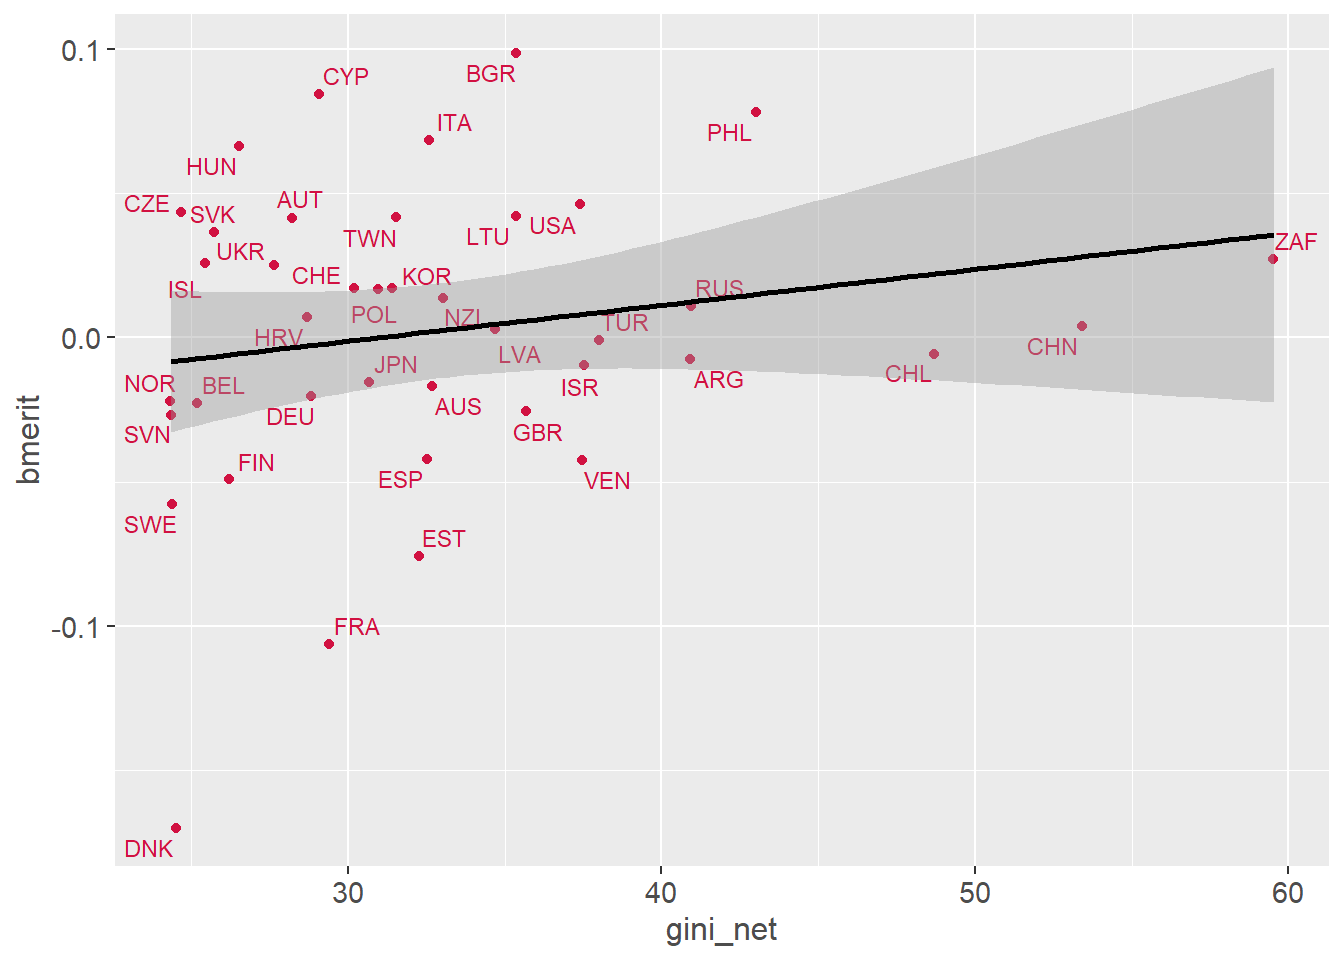 0.1
0.0
-0.1
bmerit
CYP
BGR
ITA
PHL
HUN
CZE
SVK
AUT
UKR
TWN
LTU
USA
ZAF
ISL
CHE
KOR
RUS
POL
HRV
NZL
TUR
LVA
CHN
JPN
NOR
BEL
ISR
ARG
CHL
DEU
AUS
SVN
GBR
FIN
ESP
VEN
SWE
EST
FRA
DNK
30
40
50
60
gini_net